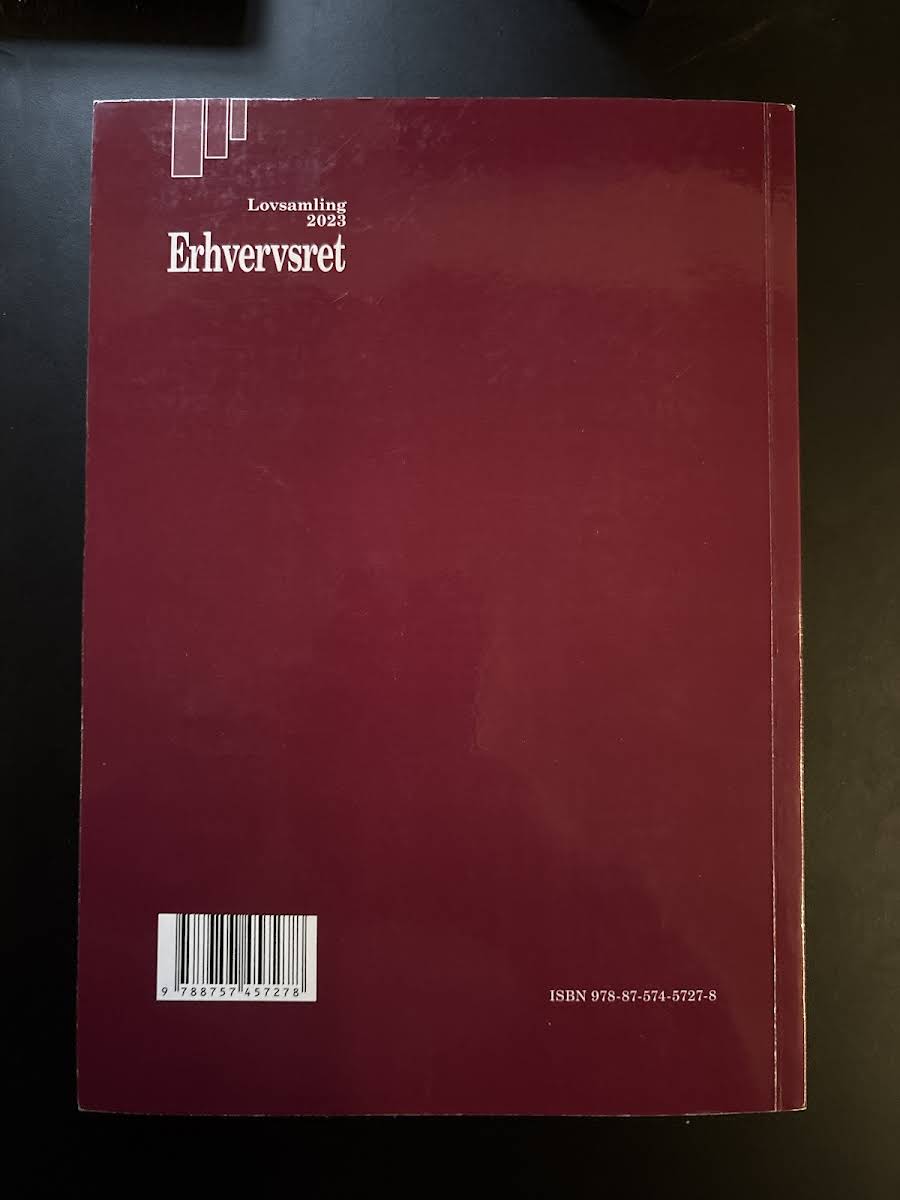 Lovsamling
2023
Erhvervsret
9 788757 457278
ISBN 978-87-574-5727-8